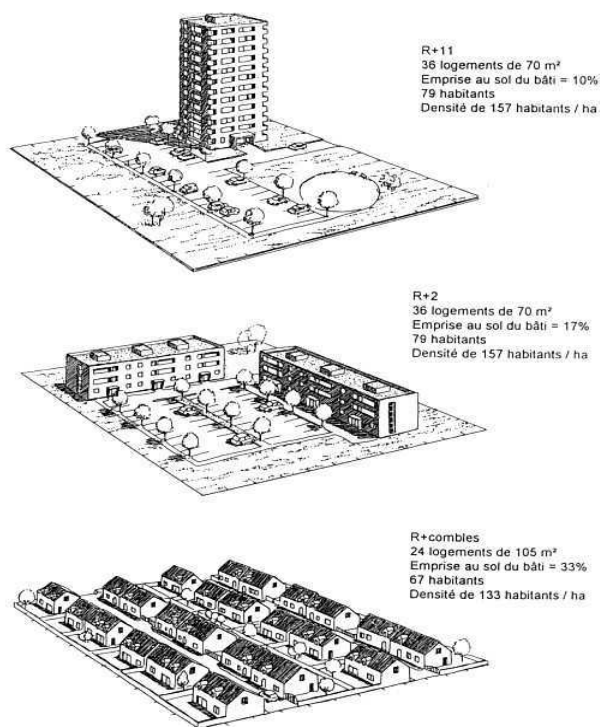 R+11
36 logements de 70 m²
Emprise au sol du bâti = 10%
79 habitants
Densité de 157 habitants / ha
R+2
36 logements de 70 m²
Emprise au sol du bâti = 17%
79 habitants
Densité de 157 habitants / ha
R+combles
24 logements de 105 m²
Emprise au sol du bâti = 33%
67 habitants
Densité de 133 habitants / ha